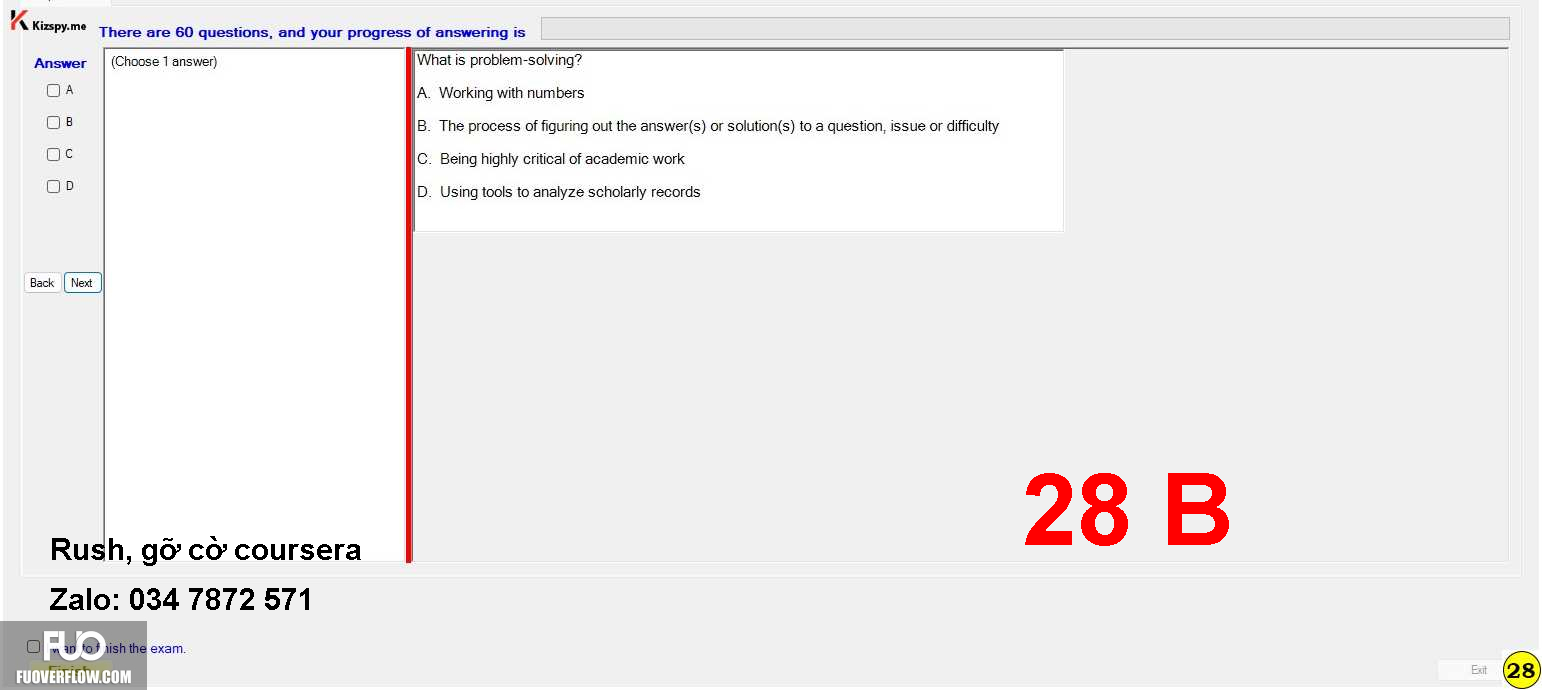 Kizspy.me
There are 60 questions, and your progress of answering is
Answer
(Choose 1 answer)
A
B
C
D
Back
Next
What is problem-solving?
A. Working with numbers
B. The process of figuring out the answer(s) or solution(s) to a question, issue or difficulty
C. Being highly critical of academic work
D. Using tools to analyze scholarly records
28 B
Rush, gỡ cờ coursera
Zalo: 034 7872 571
want to finish the exam.
Finish
FUO
FUOVERFLOW.COM
Exit
28